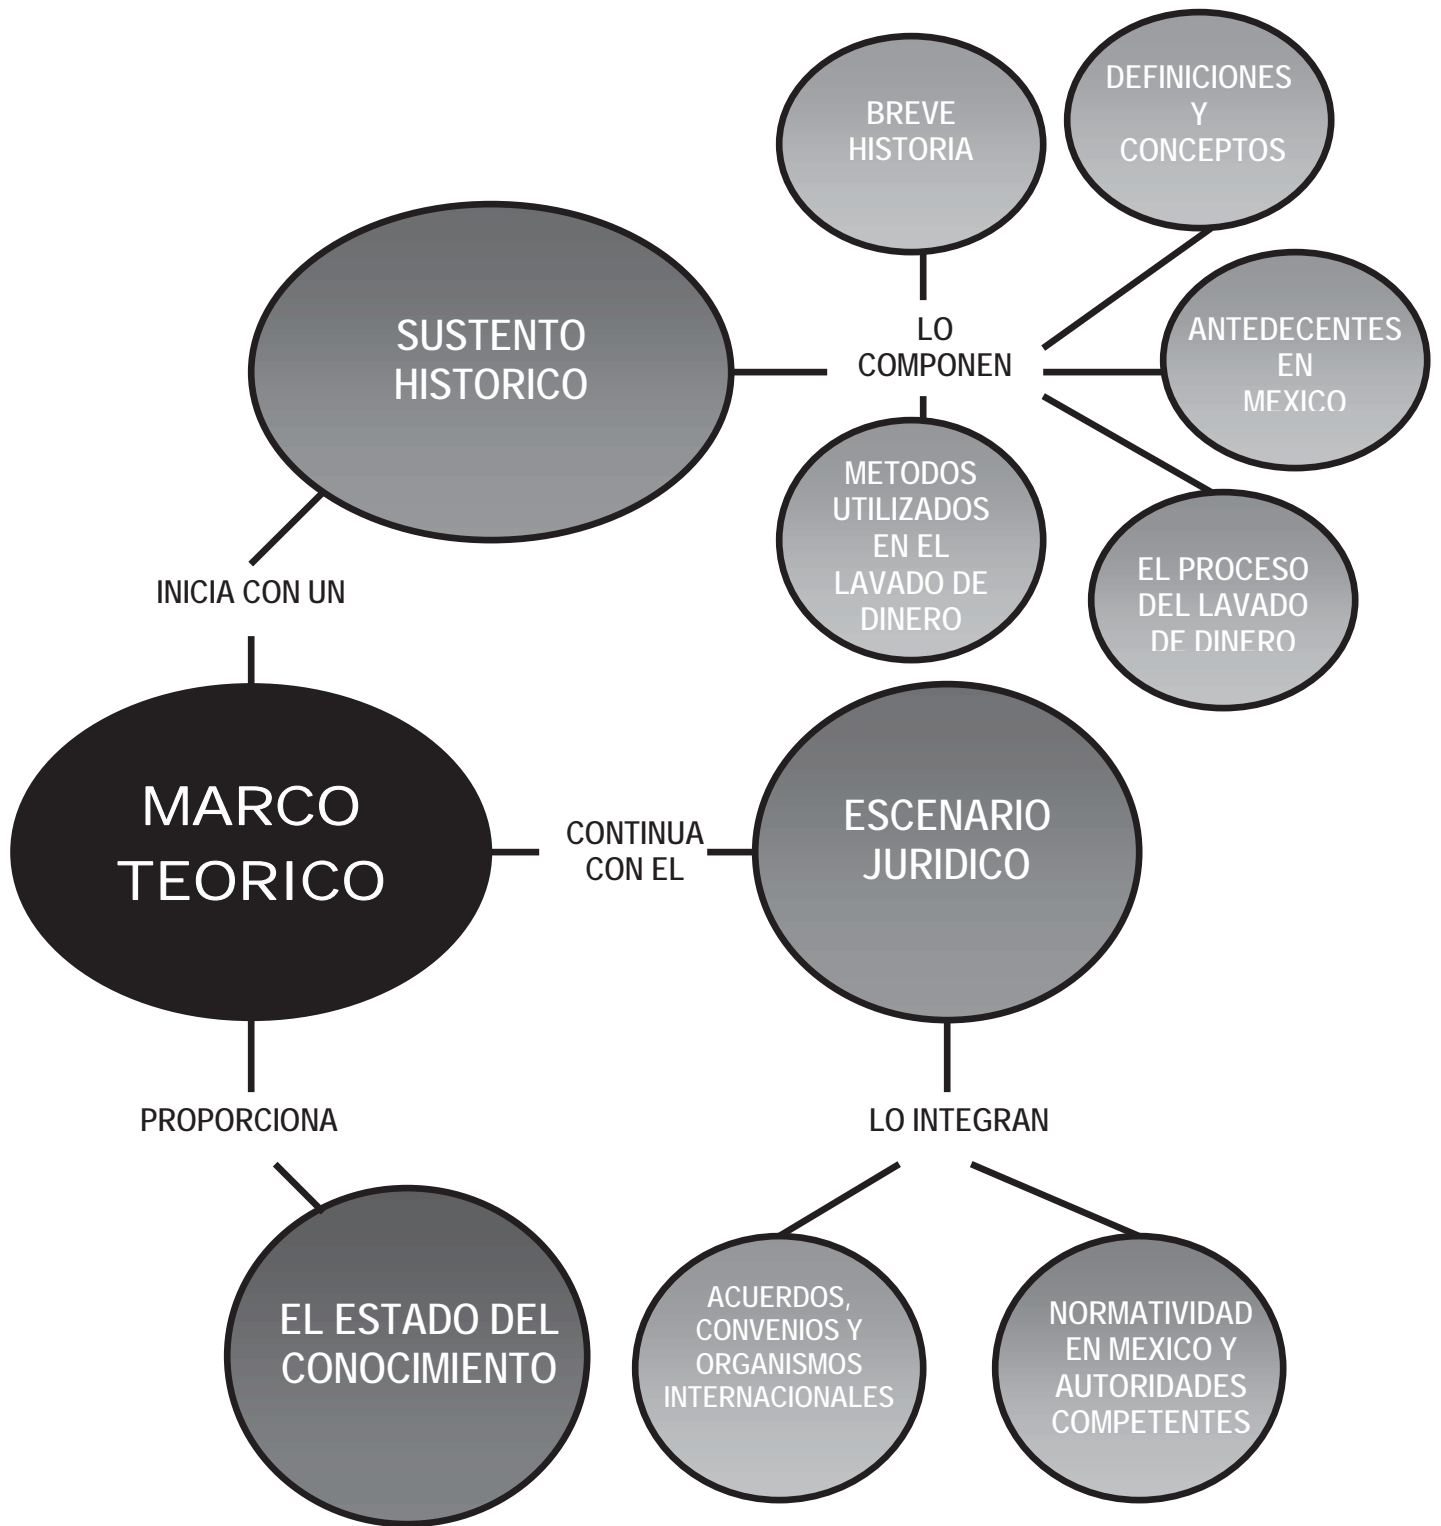 BREVE
HISTORIA
DEFINICIONES
Y
CONCEPTOS
SUSTENTO
HISTORICO
LO
COMPONEN
ANTEDECENTES
EN
MEXICO
METODOS
UTILIZADOS
EN EL
LAVADO DE
DINERO
EL PROCESO
DEL LAVADO
DE DINERO
INICIA CON UN
MARCO
TEORICO
CONTINUA
CON EL
ESCENARIO
JURIDICO
PROPORCIONA
LO INTEGRAN
EL ESTADO DEL
CONOCIMIENTO
ACUERDOS,
CONVENIOS Y
ORGANISMOS
INTERNACIONALES
NORMATIVIDAD
EN MEXICO Y
AUTORIDADES
COMPETENTES